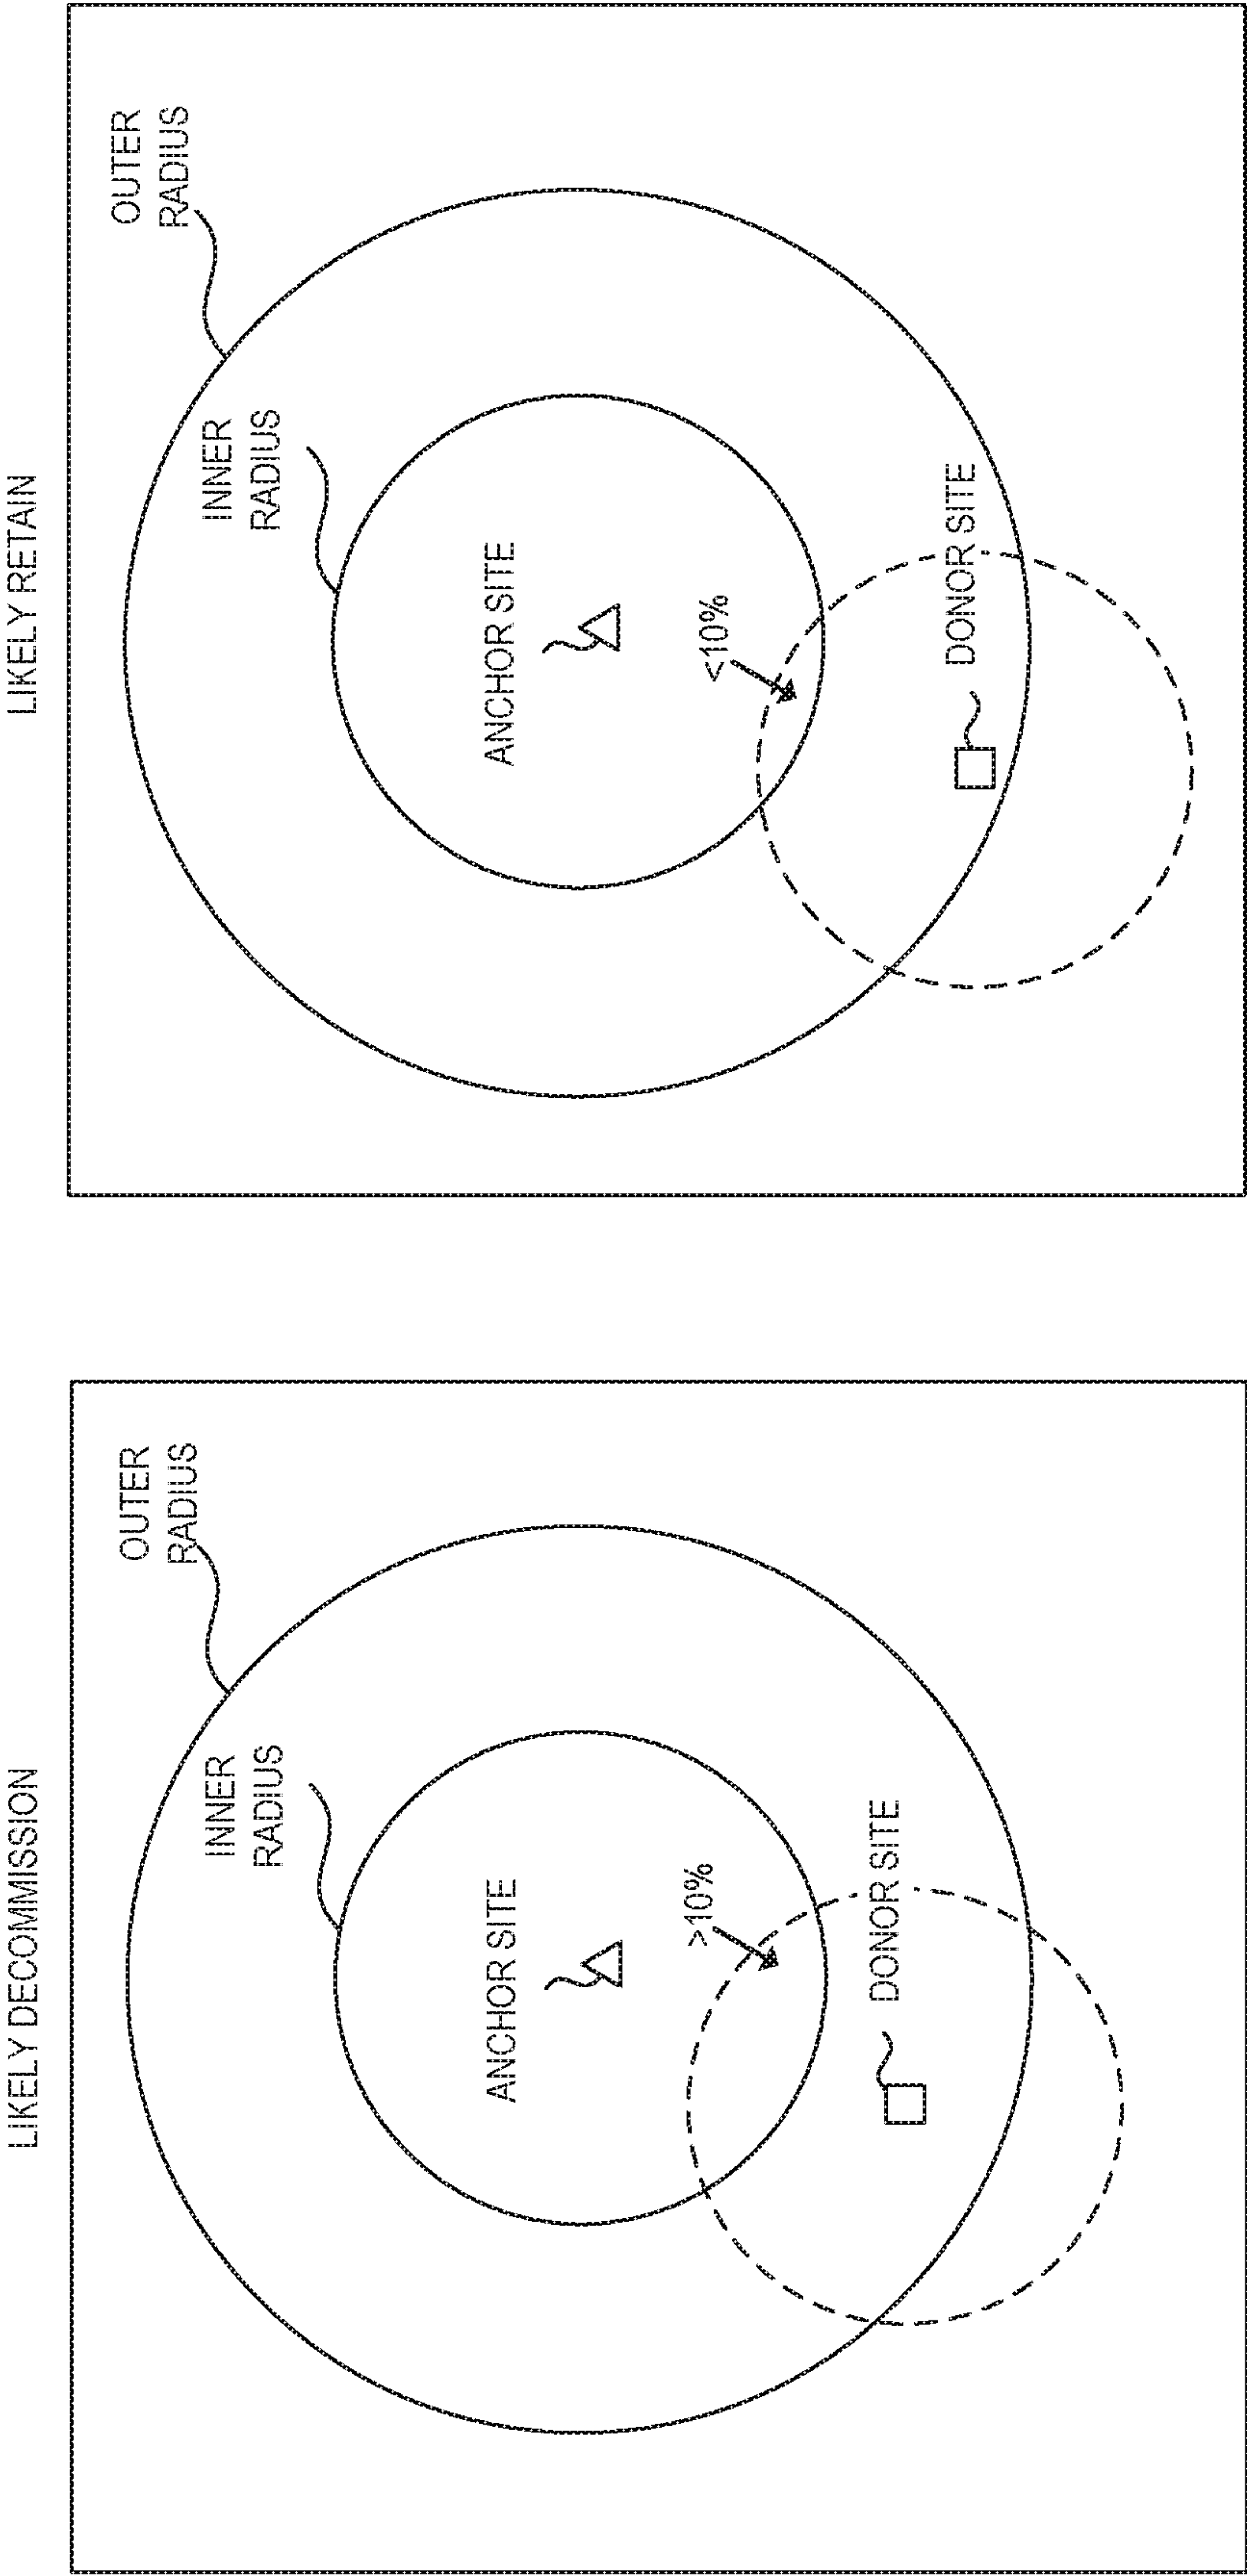 LIKELY DECOMMISSION
OUTER
RADIUS
INNER
RADIUS
ANCHOR SITE
>10%
DONOR SITE
LIKELY RETAIN
OUTER
RADIUS
INNER
RADIUS
ANCHOR SITE
<10%
DONOR SITE